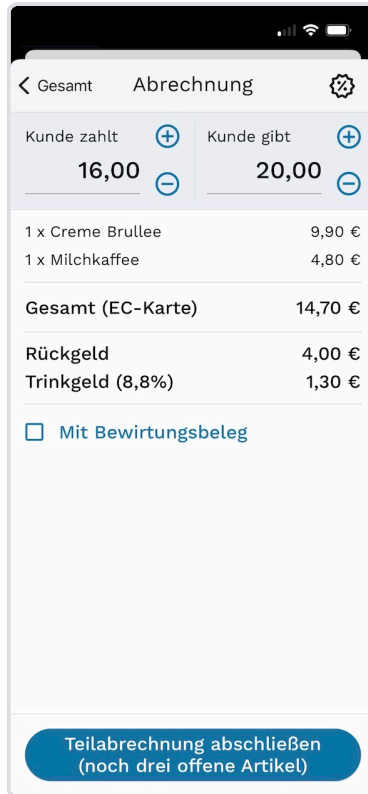 Gesamt Abrechnung
Kunde zahlt Kunde gibt
16,00 20,00
1 x Creme Brullee 9,90 €
1 x Milchkaffee 4,80 €
Gesamt (EC-Karte) 14,70 €
Rückgeld 4,00 €
Trinkgeld (8,8%) 1,30 €
Mit Bewirtungsbeleg
Teilabrechnung abschließen
(noch drei offene Artikel)